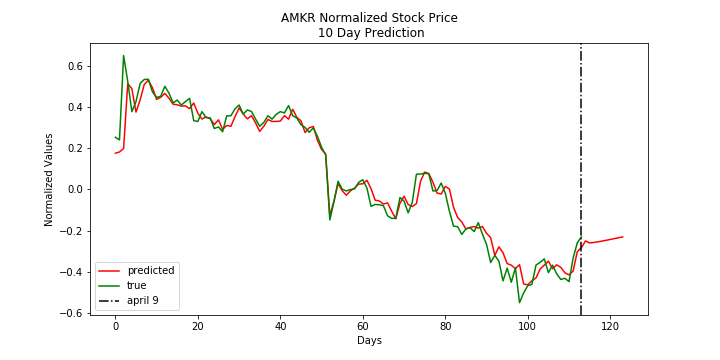 AMKR Normalized Stock Price
10 Day Prediction
Normalized Values
0.6
0.4
0.2
0.0
−0.2
−0.4
−0.6
predicted
true
april 9
0 20 40 60 80 100 120
Days